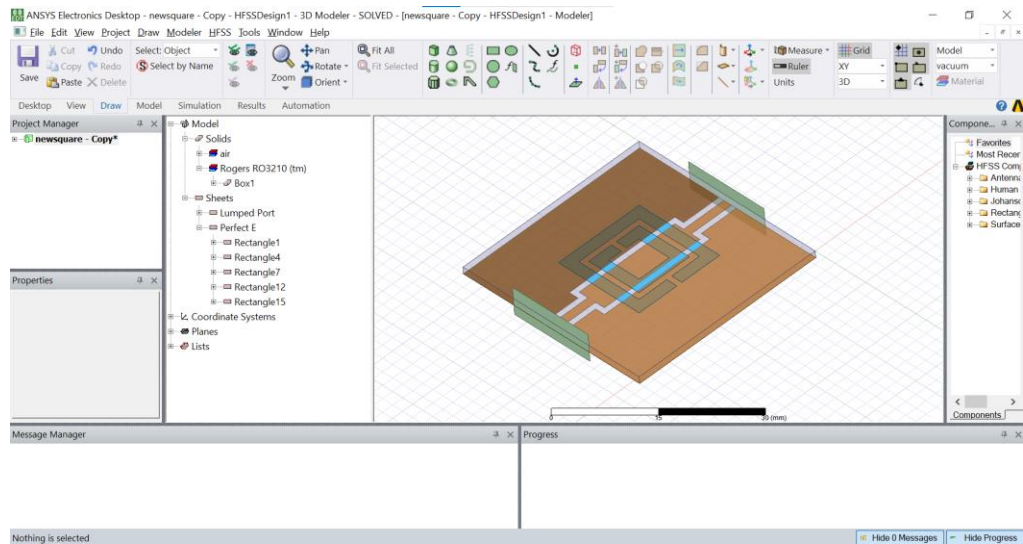 ANSYS Electronics Desktop - newsquare - Copy - HFSSDesign1 - 3D Modeler - SOLVED - [newsquare - Copy - HFSSDesign1 - Modeler]
File Edit View Project Draw Modeler HFSS Tools Window Help
Save
Cut Undo
Copy Redo
Paste Delete
Select: Object
Select by Name
Zoom
Pan
Rotate
Orient
Fit All
Fit Selected
Measure
Ruler
Units
Grid
XY
3D
Model
vacuum
Material
Desktop View Draw Model Simulation Results Automation
Project Manager
newsquare - Copy*
Properties
Model
Solids
air
Rogers RO3210 (tm)
Box1
Sheets
Lumped Port
Perfect E
Rectangle1
Rectangle4
Rectangle7
Rectangle12
Rectangle15
Coordinate Systems
Planes
Lists
0 15 30 (mm)
Compone...
Favorites
Most Recer
HFSS Com
Antenna
Human
Johanso
Rectang
Surface
Components
Message Manager
Progress
Nothing is selected
Hide 0 Messages Hide Progress